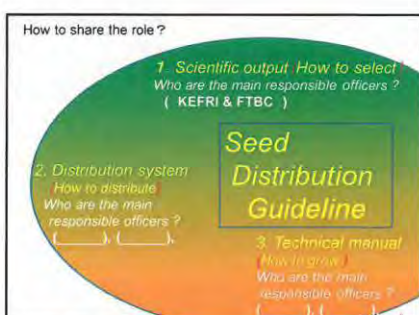 How to share the role ?
1. Scientific output (How to select)
Who are the main responsible officers ?
( KEFRI & FTBC )
Seed
Distribution
Guideline
2. Distribution system
(How to distribute)
Who are the main
responsible officers ?
(______), (______),
3. Technical manual
(How to grow )
Who are the main
responsible officers ?